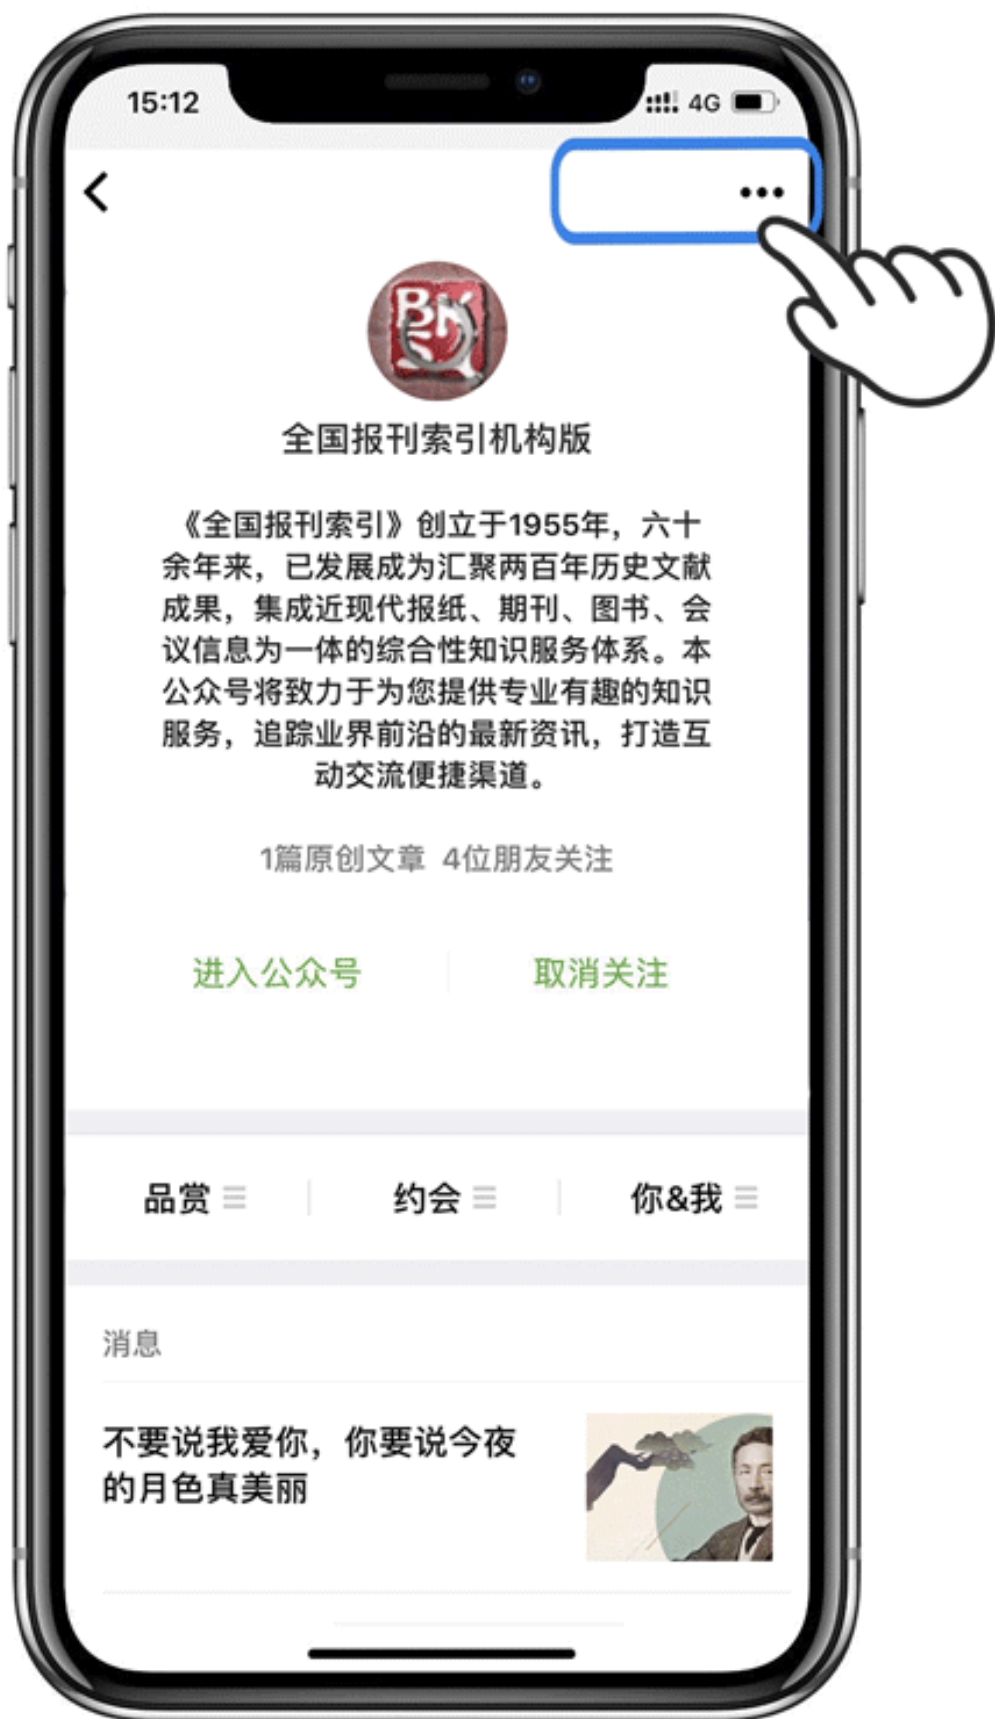 15:12
4G
全国报刊索引机构版
《全国报刊索引》创立于1955年，六十
余年来，已发展成为汇聚两百年历史文献
成果，集成近现代报纸、期刊、图书、会
议信息为一体的综合性知识服务体系。本
公众号将致力于为您提供专业有趣的知识
服务，追踪业界前沿的最新资讯，打造互
动交流便捷渠道。
1篇原创文章 4位朋友关注
进入公众号
取消关注
品赏
约会
你&我
消息
不要说我爱你，你要说今夜
的月色真美丽